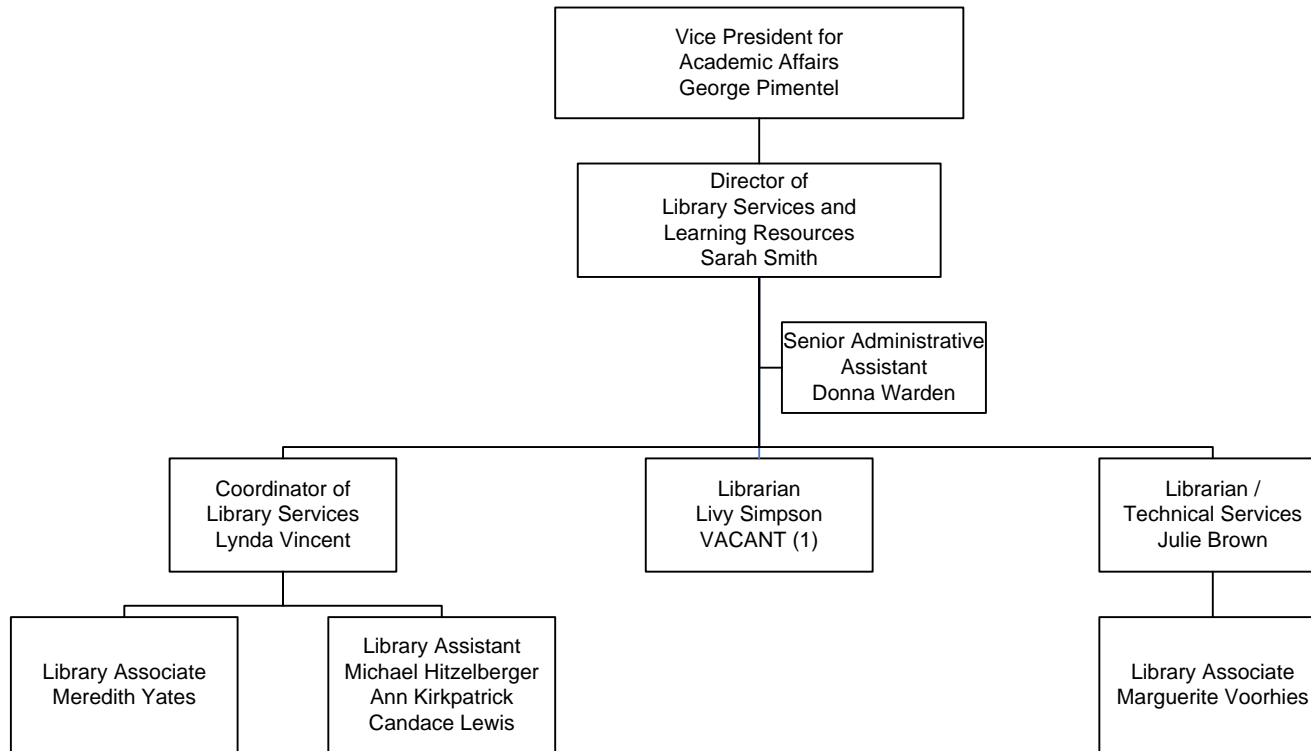 Vice President for
Academic Affairs
George Pimentel
Director of
Library Services and
Learning Resources
Sarah Smith
Senior Administrative
Assistant
Donna Warden
Coordinator of
Library Services
Lynda Vincent
Librarian
Livy Simpson
VACANT (1)
Librarian /
Technical Services
Julie Brown
Library Associate
Meredith Yates
Library Assistant
Michael Hitzelberger
Ann Kirkpatrick
Candace Lewis
Library Associate
Marguerite Voorhies